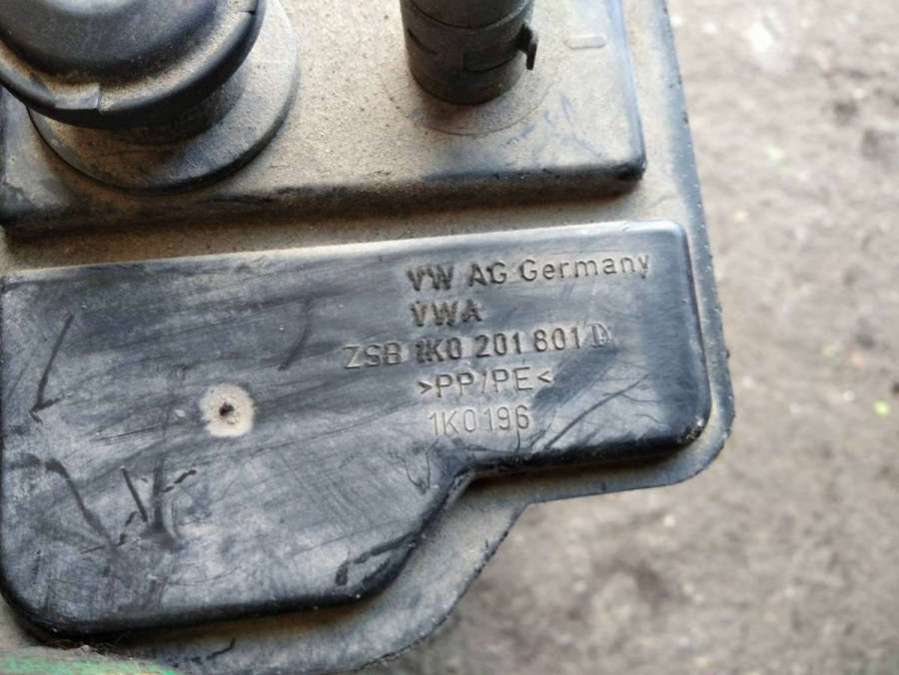 VW AG Germany
VWA
ZSB 1K0 201 801 D
>PP/PE<
1K0196